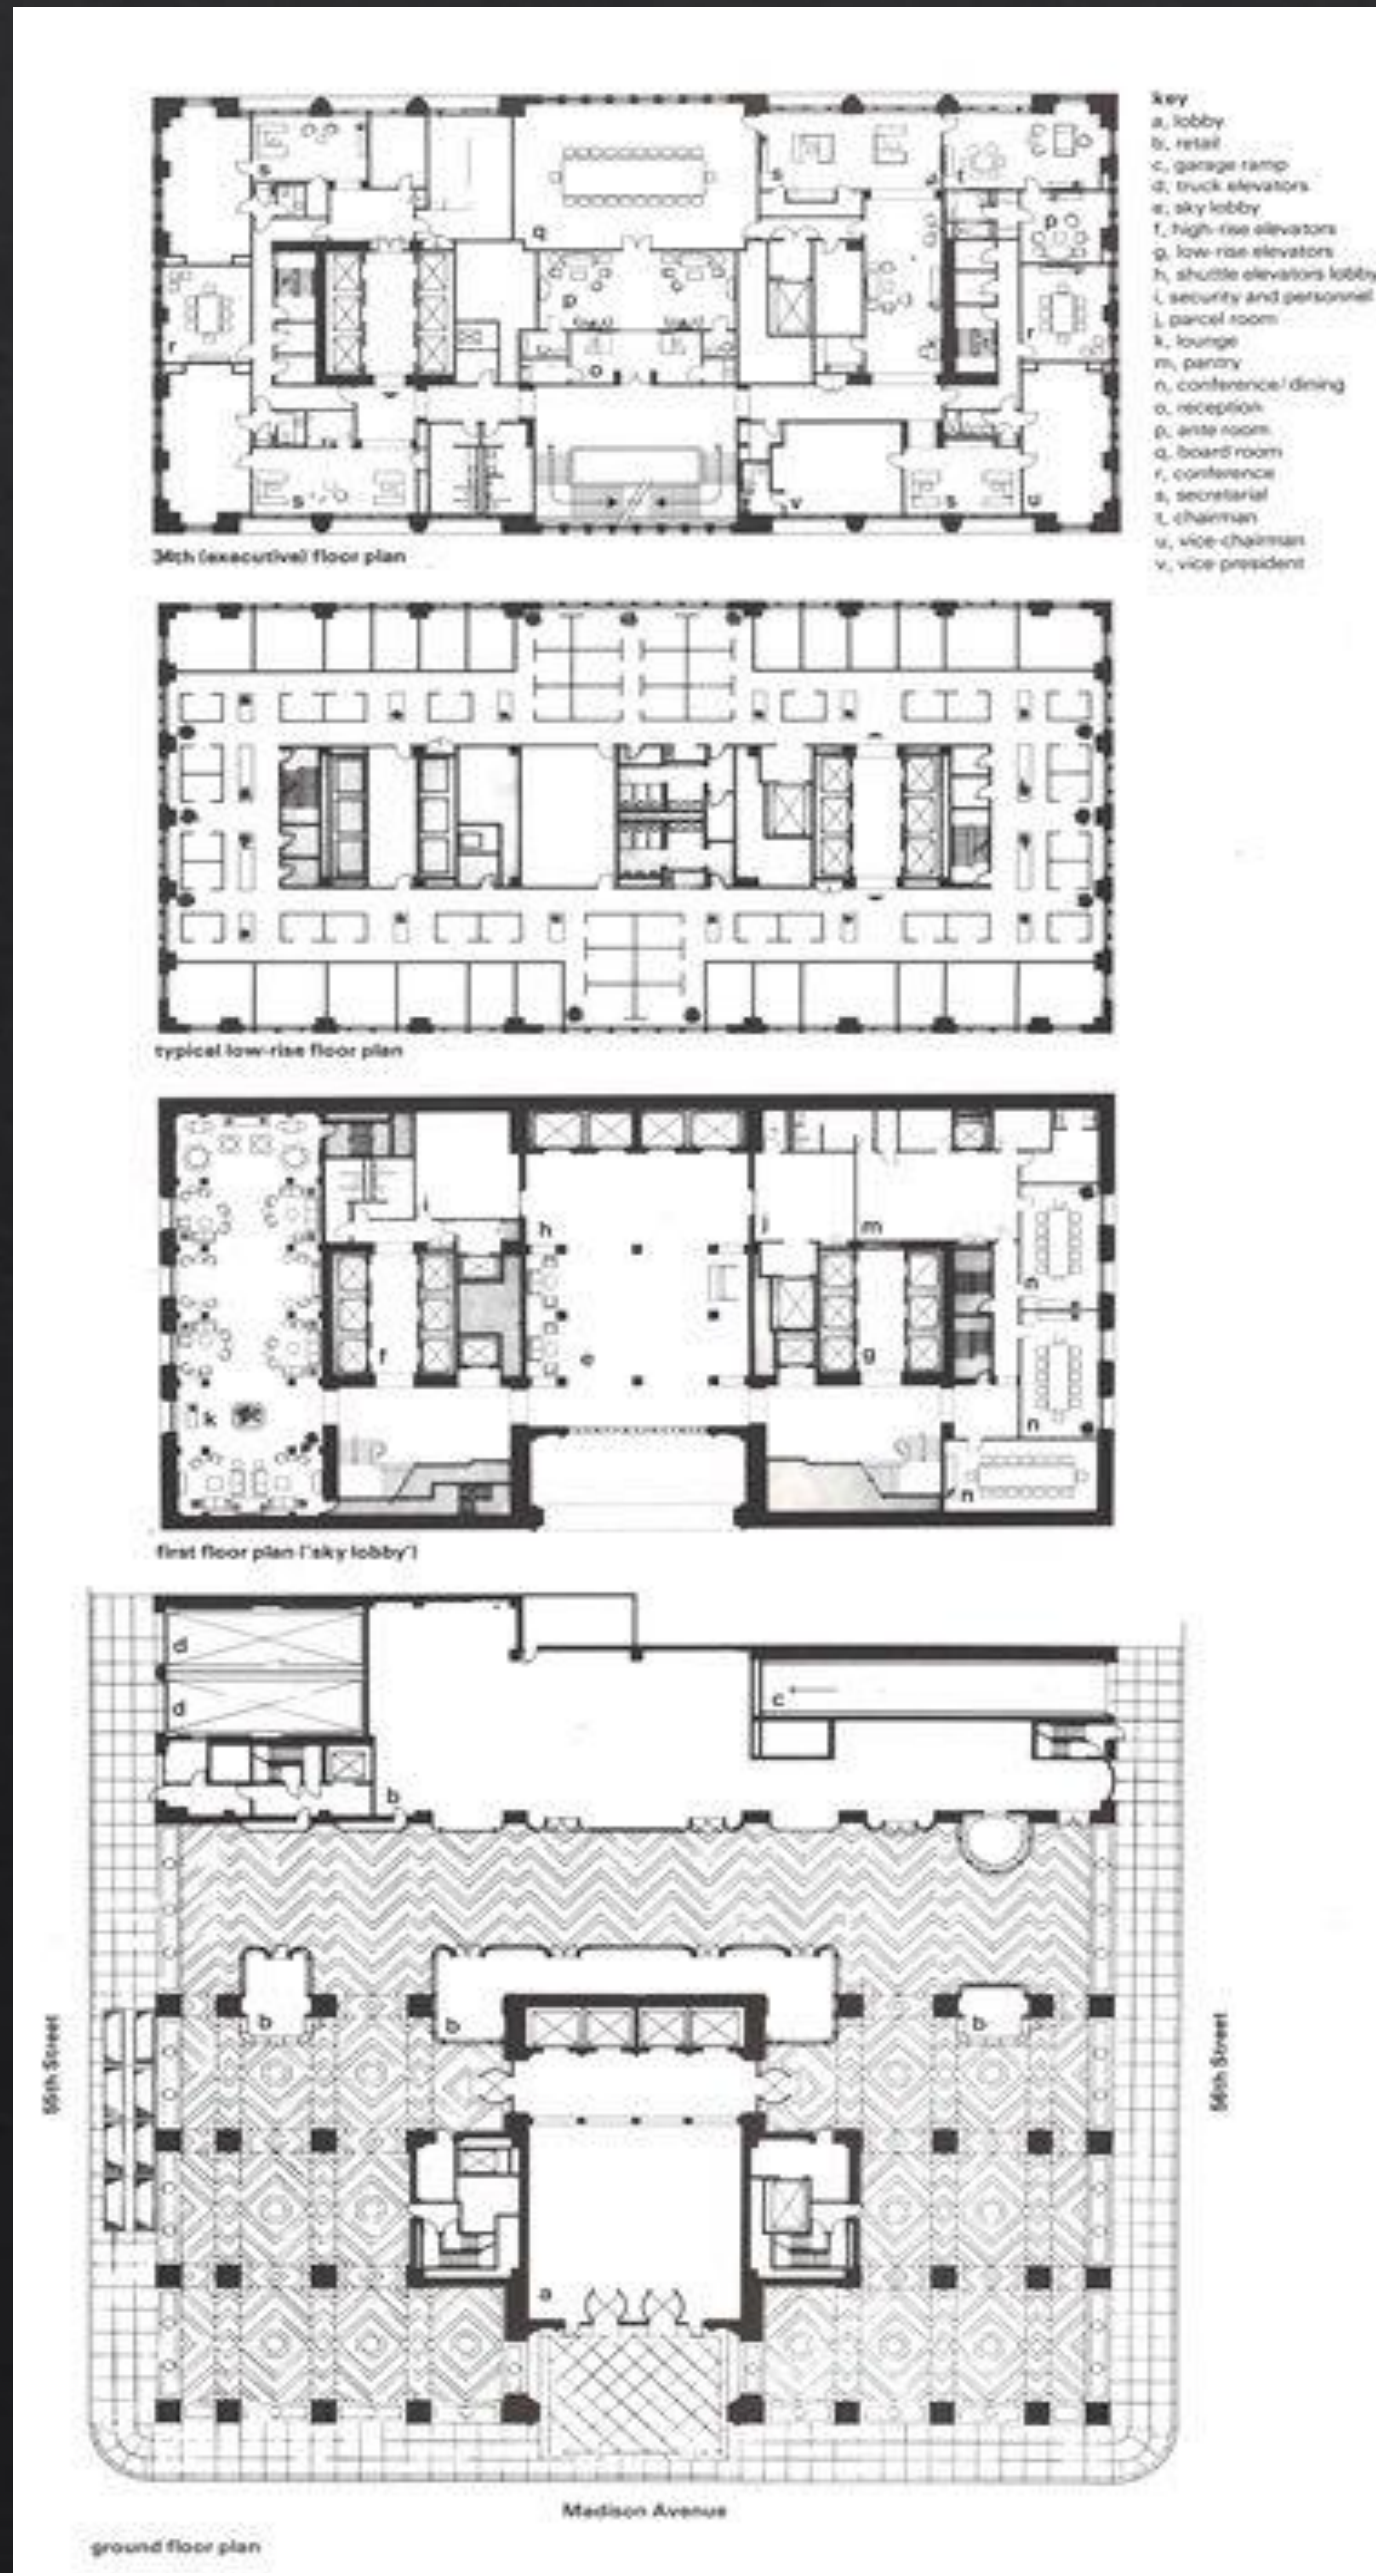 key
a, lobby
b, retail
c, garage ramp
d, truck elevators
e, sky lobby
f, high-rise elevators
g, low-rise elevators
h, shuttle elevators lobby
i, security and personnel
j, parcel room
k, lounge
m, pantry
n, conference/dining
o, reception
p, ante room
q, board room
r, conference
s, secretarial
t, chairman
u, vice-chairman
v, vice president
s
s
t
p
q
p
r
r
o
k
s
v
s
u
34th (executive) floor plan
typical low-rise floor plan
i
h
j
m
n
f
e
g
k
n
n
first floor plan ('sky lobby')
d
d
c
b
b
b
b
55th Street
56th Street
a
Madison Avenue
ground floor plan